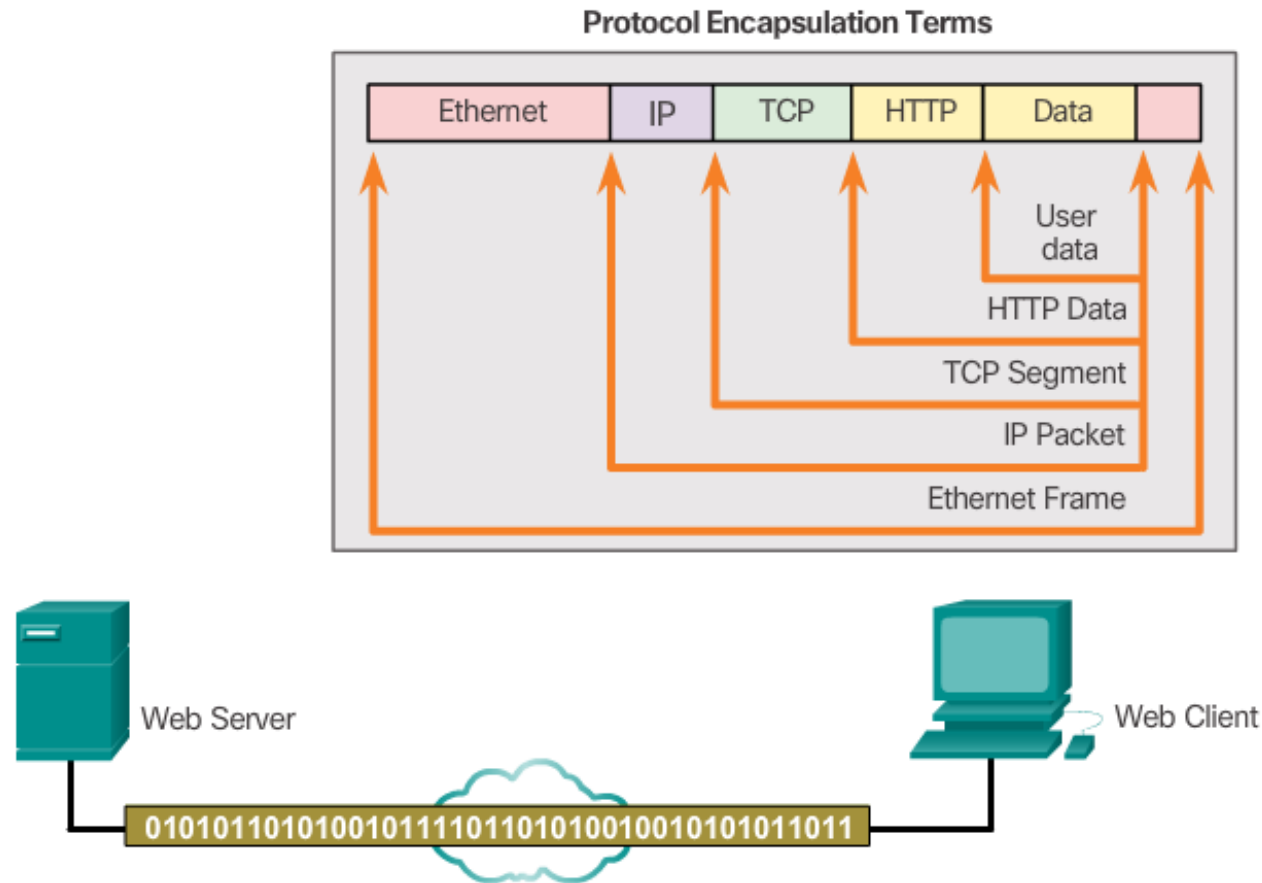 Protocol Encapsulation Terms
Ethernet IP TCP HTTP Data
User
data
HTTP Data
TCP Segment
IP Packet
Ethernet Frame
Web Server
Web Client
01010110101001011110110101001001010101011011